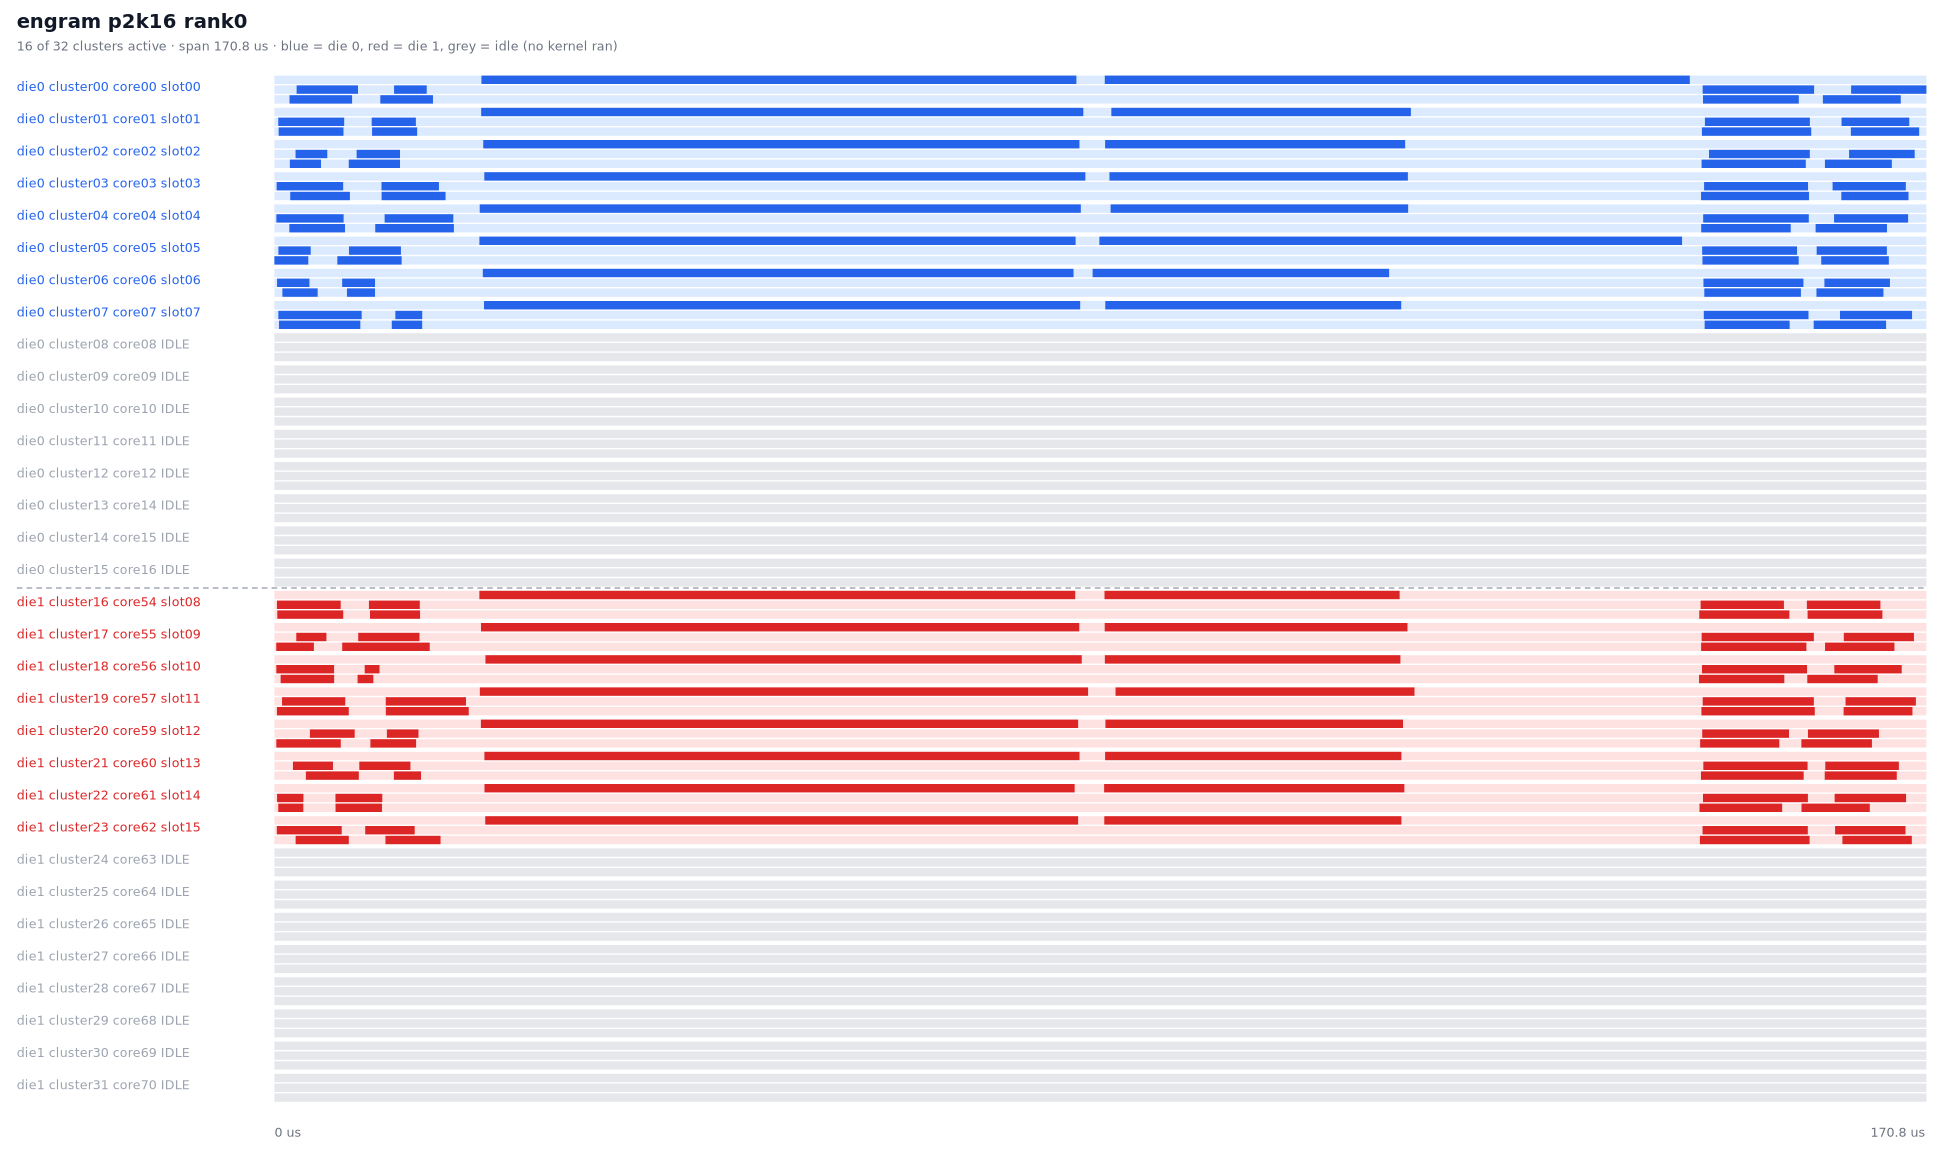 engram p2k16 rank0
16 of 32 clusters active · span 170.8 us · blue = die 0, red = die 1, grey = idle (no kernel ran)
die0 cluster00 core00 slot00
die0 cluster01 core01 slot01
die0 cluster02 core02 slot02
die0 cluster03 core03 slot03
die0 cluster04 core04 slot04
die0 cluster05 core05 slot05
die0 cluster06 core06 slot06
die0 cluster07 core07 slot07
die0 cluster08 core08 IDLE
die0 cluster09 core09 IDLE
die0 cluster10 core10 IDLE
die0 cluster11 core11 IDLE
die0 cluster12 core12 IDLE
die0 cluster13 core14 IDLE
die0 cluster14 core15 IDLE
die0 cluster15 core16 IDLE
die1 cluster16 core54 slot08
die1 cluster17 core55 slot09
die1 cluster18 core56 slot10
die1 cluster19 core57 slot11
die1 cluster20 core59 slot12
die1 cluster21 core60 slot13
die1 cluster22 core61 slot14
die1 cluster23 core62 slot15
die1 cluster24 core63 IDLE
die1 cluster25 core64 IDLE
die1 cluster26 core65 IDLE
die1 cluster27 core66 IDLE
die1 cluster28 core67 IDLE
die1 cluster29 core68 IDLE
die1 cluster30 core69 IDLE
die1 cluster31 core70 IDLE
0 us
170.8 us